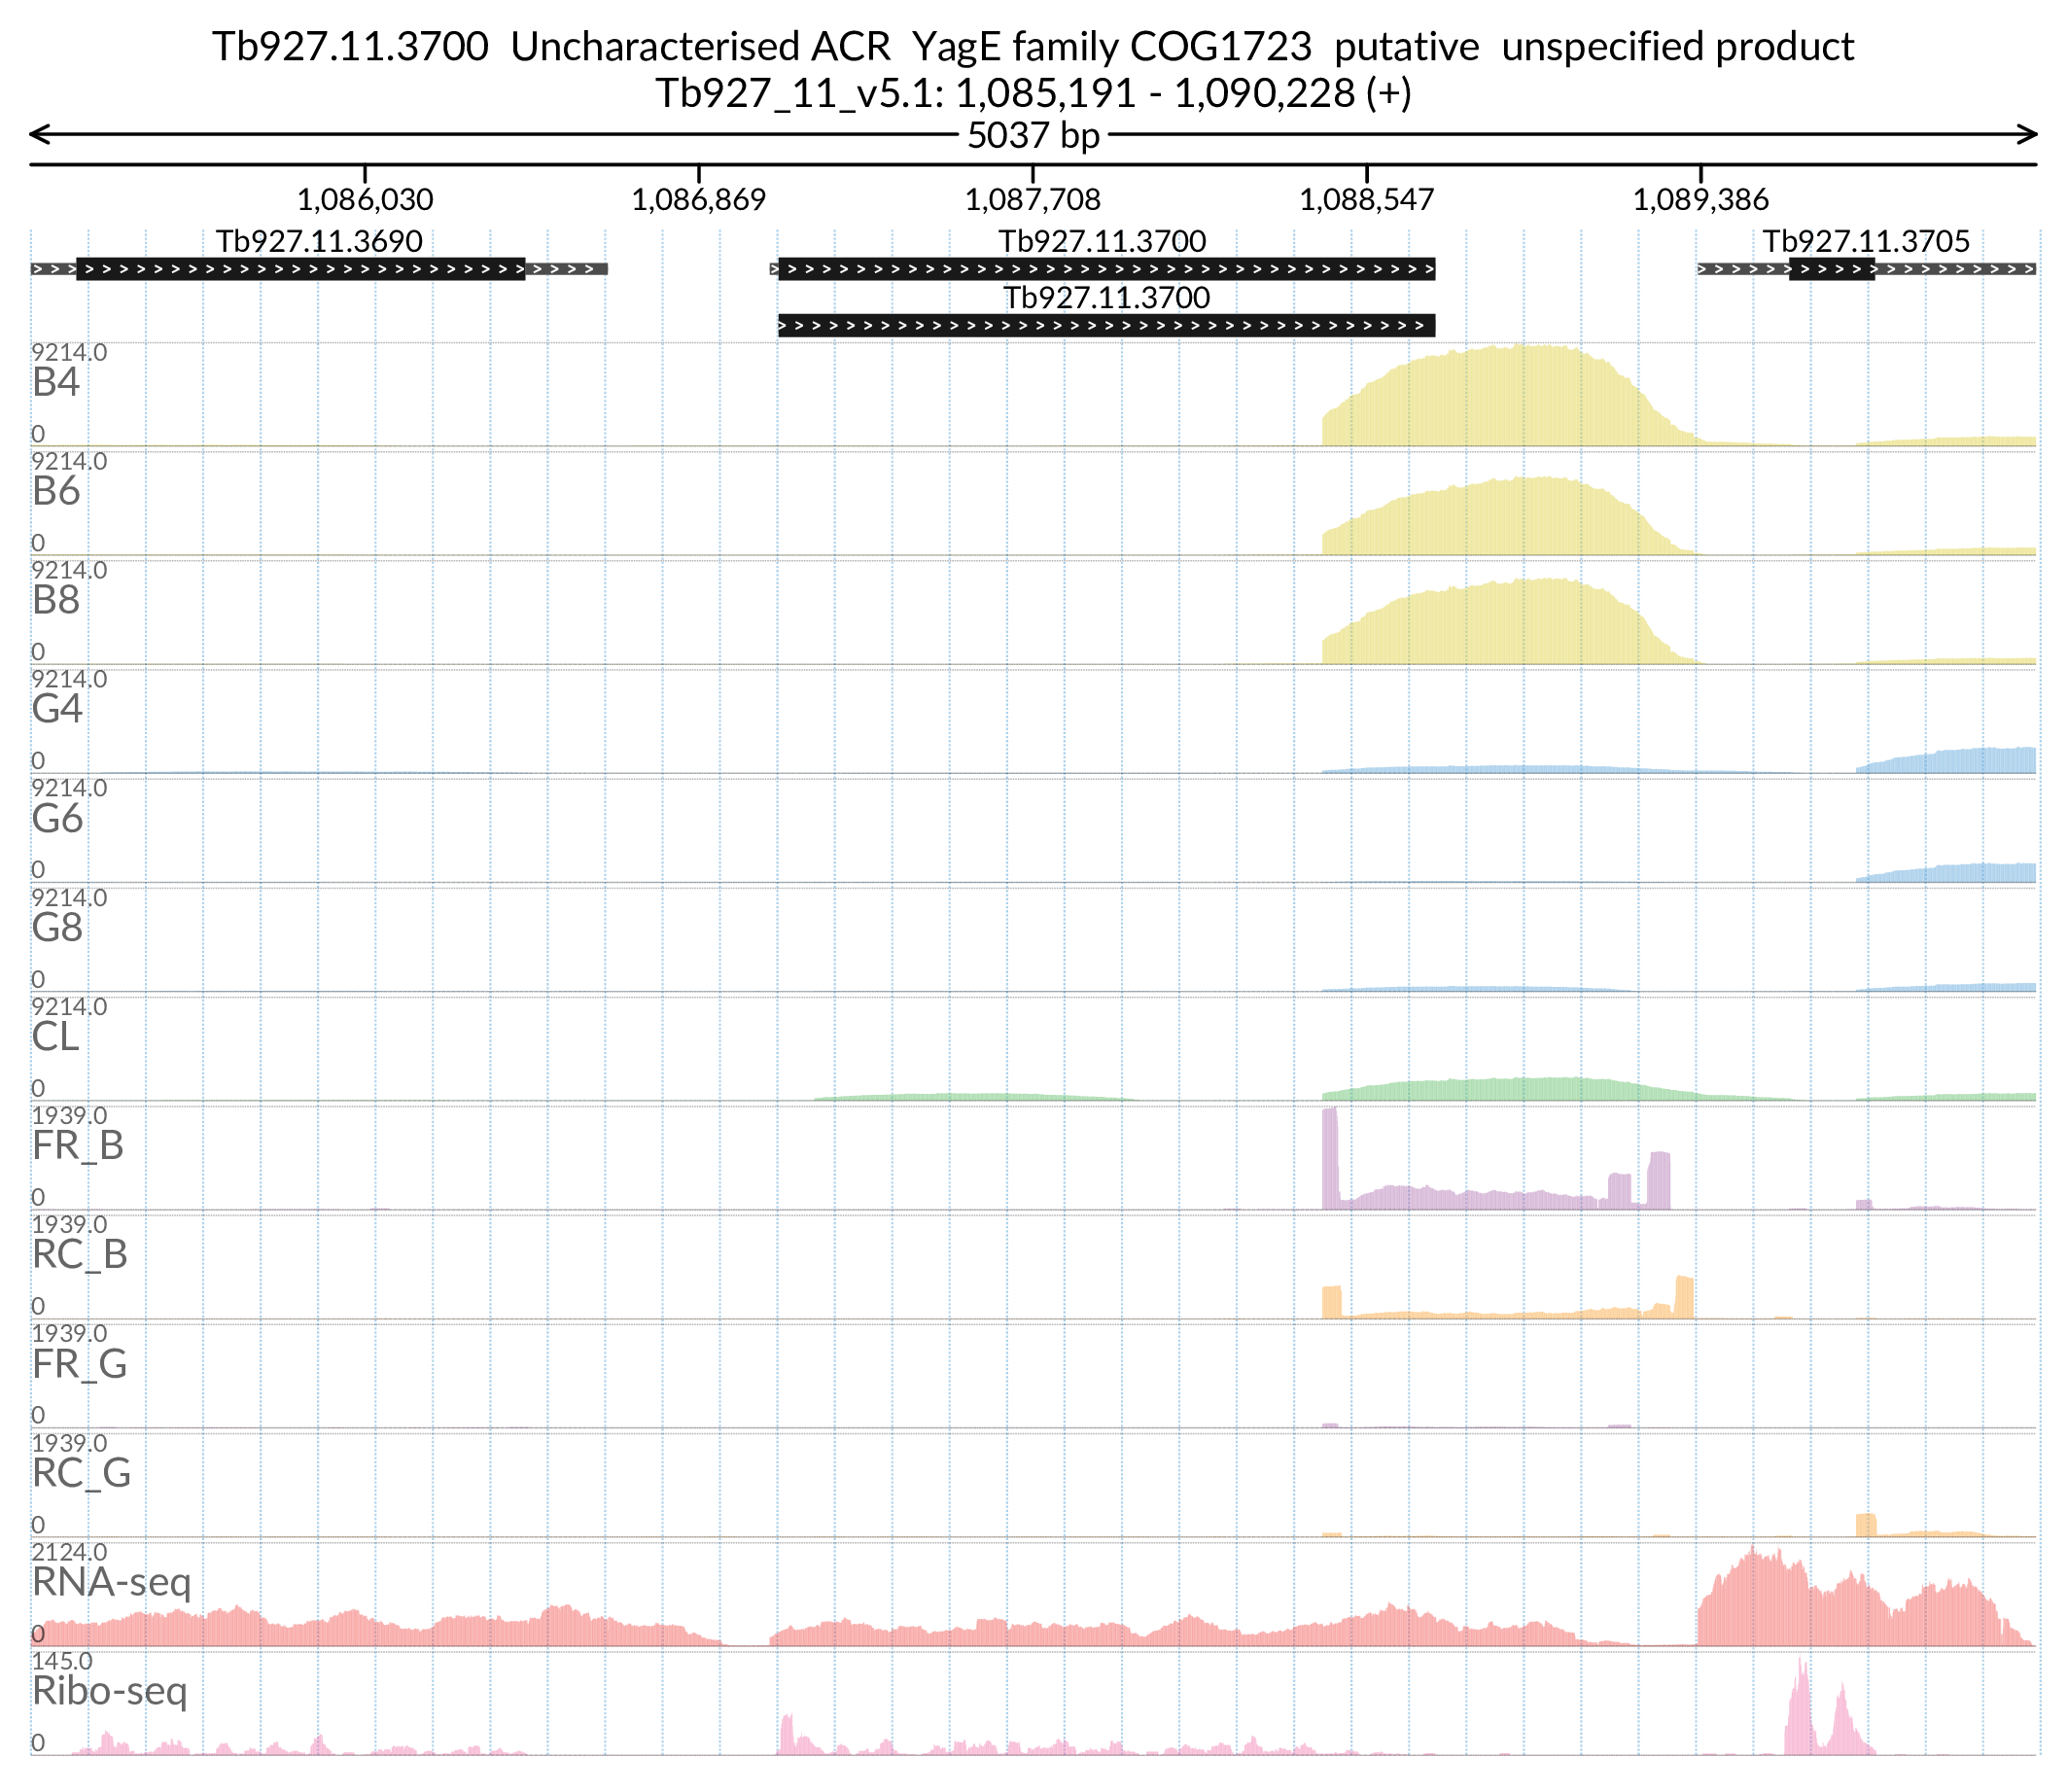 Tb927.11.3700 Uncharacterised ACR YagE family COG1723 putative unspecified product
Tb927_11_v5.1: 1,085,191 - 1,090,228 (+)
5037 bp
1,086,030 1,086,869 1,087,708 1,088,547 1,089,386
Tb927.11.3690 Tb927.11.3700 Tb927.11.3705
Tb927.11.3700
9214.0
B4
0
9214.0
B6
0
9214.0
B8
0
9214.0
G4
0
9214.0
G6
0
9214.0
G8
0
9214.0
CL
0
1939.0
FR_B
0
1939.0
RC_B
0
1939.0
FR_G
0
1939.0
RC_G
0
2124.0
RNA-seq
0
145.0
Ribo-seq
0